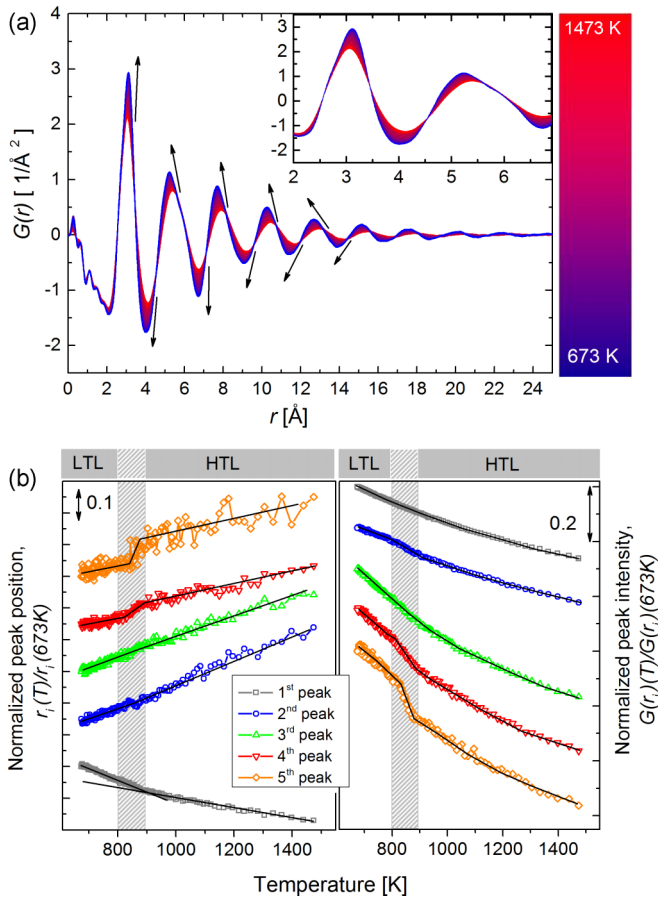 (a)
G(r) [ 1/Å²]
4
3
2
1
0
-1
-2
0 2 4 6 8 10 12 14 16 18 20 22 24
r [Å]
3
2
1
0
-1
-2
2 3 4 5 6
1473 K
673 K
(b)
LTL HTL LTL HTL
0.1
0.2
Normalized peak position,
rᵢ(T)/rᵢ(673K)
1ˢᵗ peak
2ⁿᵈ peak
3ʳᵈ peak
4ᵗʰ peak
5ᵗʰ peak
Normalized peak intensity,
G(rᵢ)(T)/G(rᵢ)(673K)
800 1000 1200 1400 800 1000 1200 1400
Temperature [K]